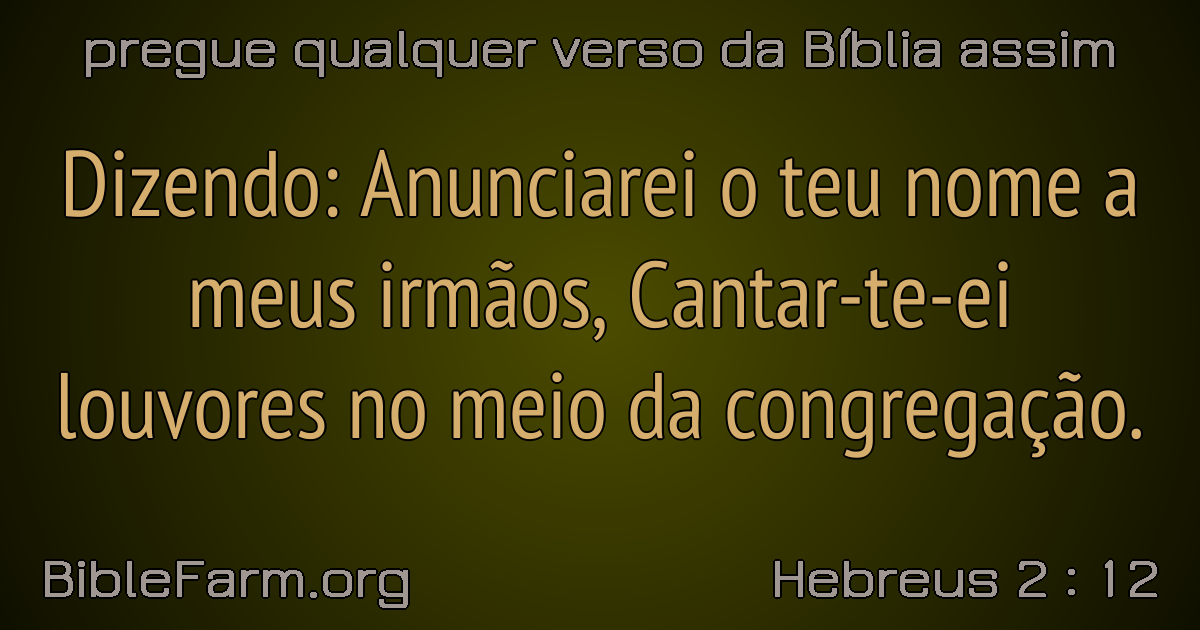 pregue qualquer verso da Bíblia assim
Dizendo: Anunciarei o teu nome a
meus irmãos, Cantar-te-ei
louvores no meio da congregação.
BibleFarm.org
Hebreus 2 : 12